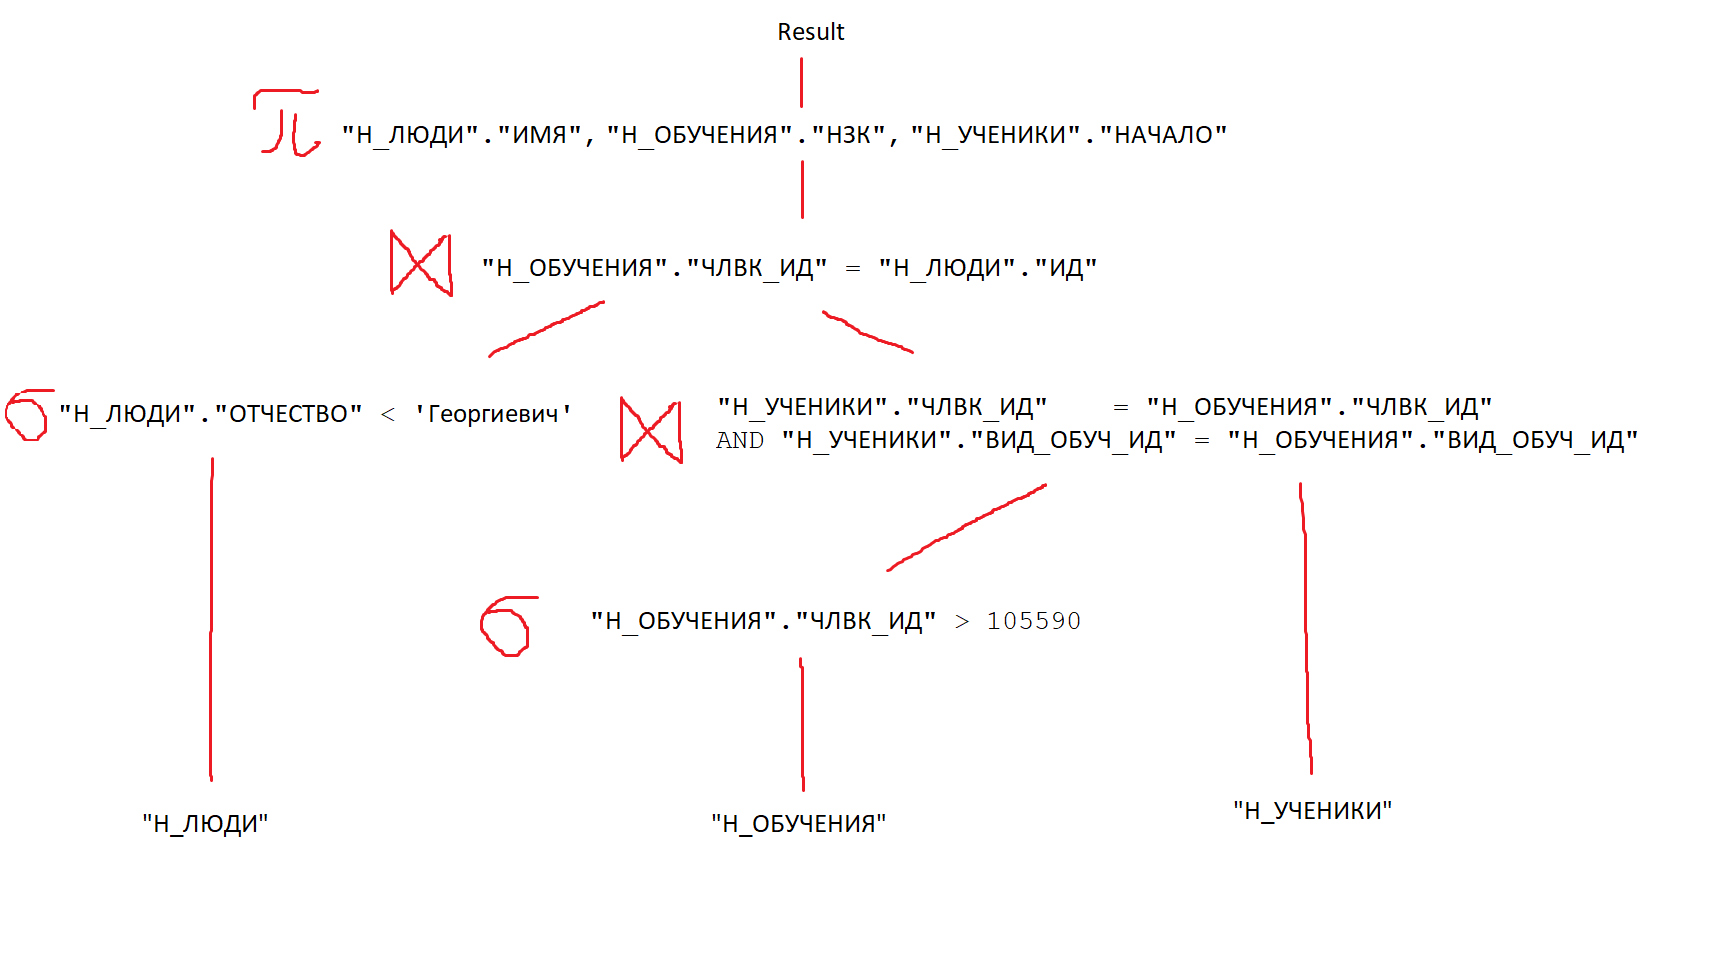 Result
π "Н_ЛЮДИ"."ИМЯ", "Н_ОБУЧЕНИЯ"."НЗК", "Н_УЧЕНИКИ"."НАЧАЛО"
⋈ "Н_ОБУЧЕНИЯ"."ЧЛВК_ИД" = "Н_ЛЮДИ"."ИД"
σ "Н_ЛЮДИ"."ОТЧЕСТВО" < 'Георгиевич'
⋈ "Н_УЧЕНИКИ"."ЧЛВК_ИД" = "Н_ОБУЧЕНИЯ"."ЧЛВК_ИД"
AND "Н_УЧЕНИКИ"."ВИД_ОБУЧ_ИД" = "Н_ОБУЧЕНИЯ"."ВИД_ОБУЧ_ИД"
σ "Н_ОБУЧЕНИЯ"."ЧЛВК_ИД" > 105590
"Н_ЛЮДИ"
"Н_ОБУЧЕНИЯ"
"Н_УЧЕНИКИ"